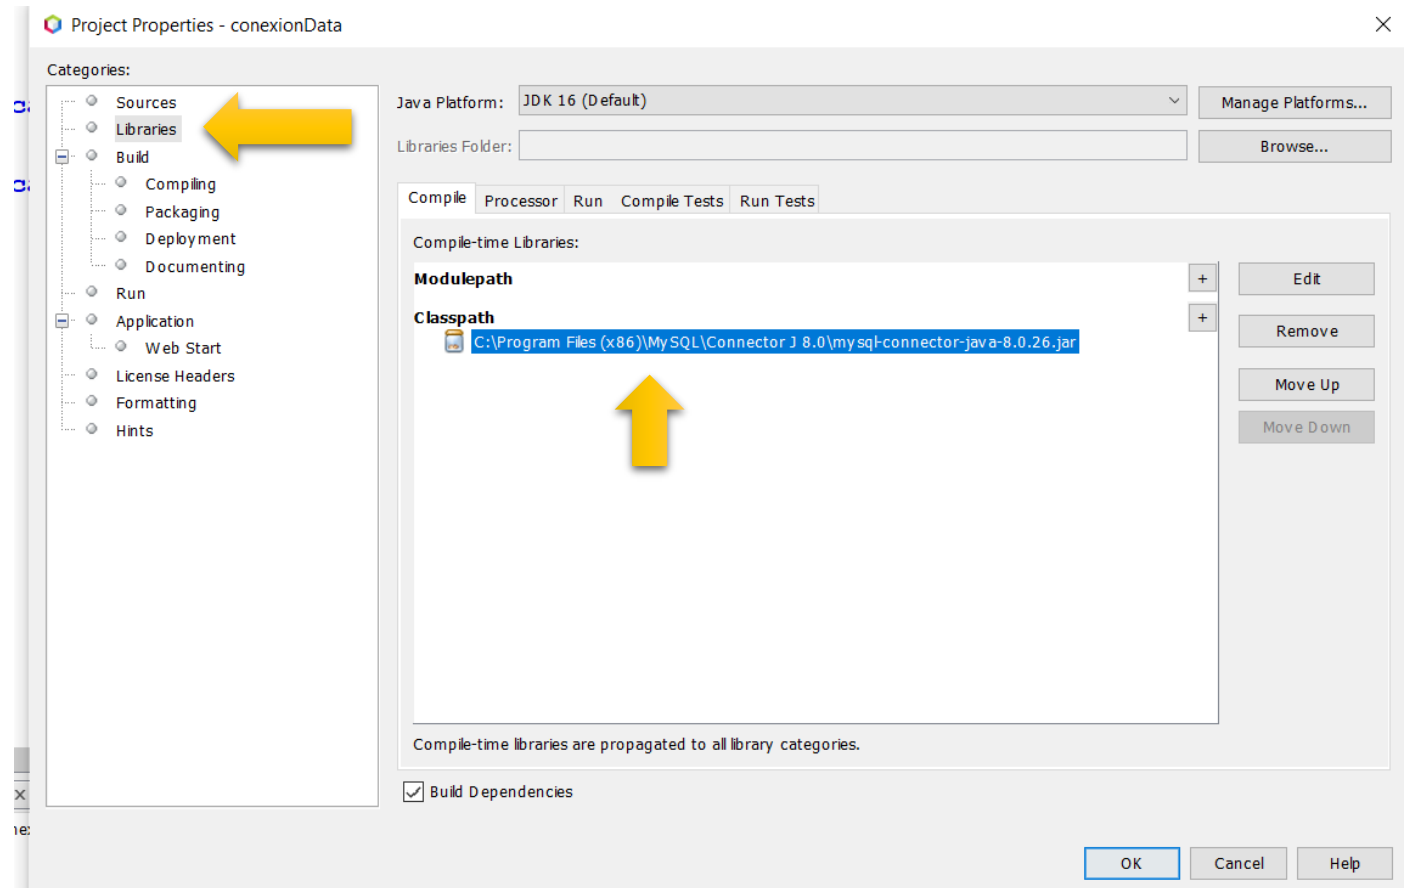 Project Properties - conexionData
Categories:
Sources
Libraries
Build
Compiling
Packaging
Deployment
Documenting
Run
Application
Web Start
License Headers
Formatting
Hints
Java Platform: JDK 16 (Default) Manage Platforms...
Libraries Folder: Browse...
Compile Processor Run Compile Tests Run Tests
Compile-time Libraries:
Modulepath +
Classpath +
C:\Program Files (x86)\MySQL\Connector J 8.0\mysql-connector-java-8.0.26.jar
Edit
Remove
Move Up
Move Down
Compile-time libraries are propagated to all library categories.
Build Dependencies
OK Cancel Help